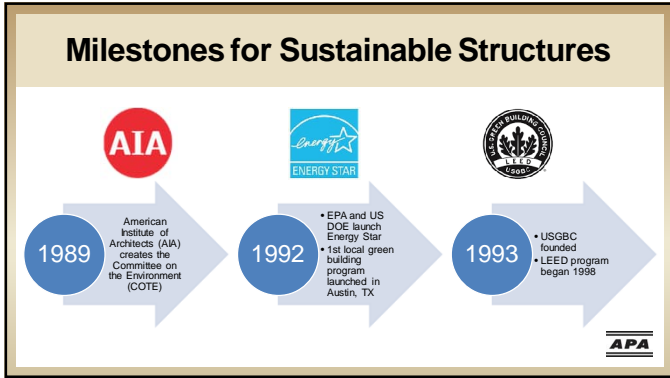 Milestones for Sustainable Structures
AIA
energy
ENERGY STAR
U.S. GREEN BUILDING COUNCIL
LEED
USGBC
1989
American
Institute of
Architects (AIA)
creates the
Committee on
the Environment
(COTE)
1992
• EPA and US
DOE launch
Energy Star
• 1st local green
building
program
launched in
Austin, TX
1993
• USGBC
founded
• LEED program
began 1998
APA